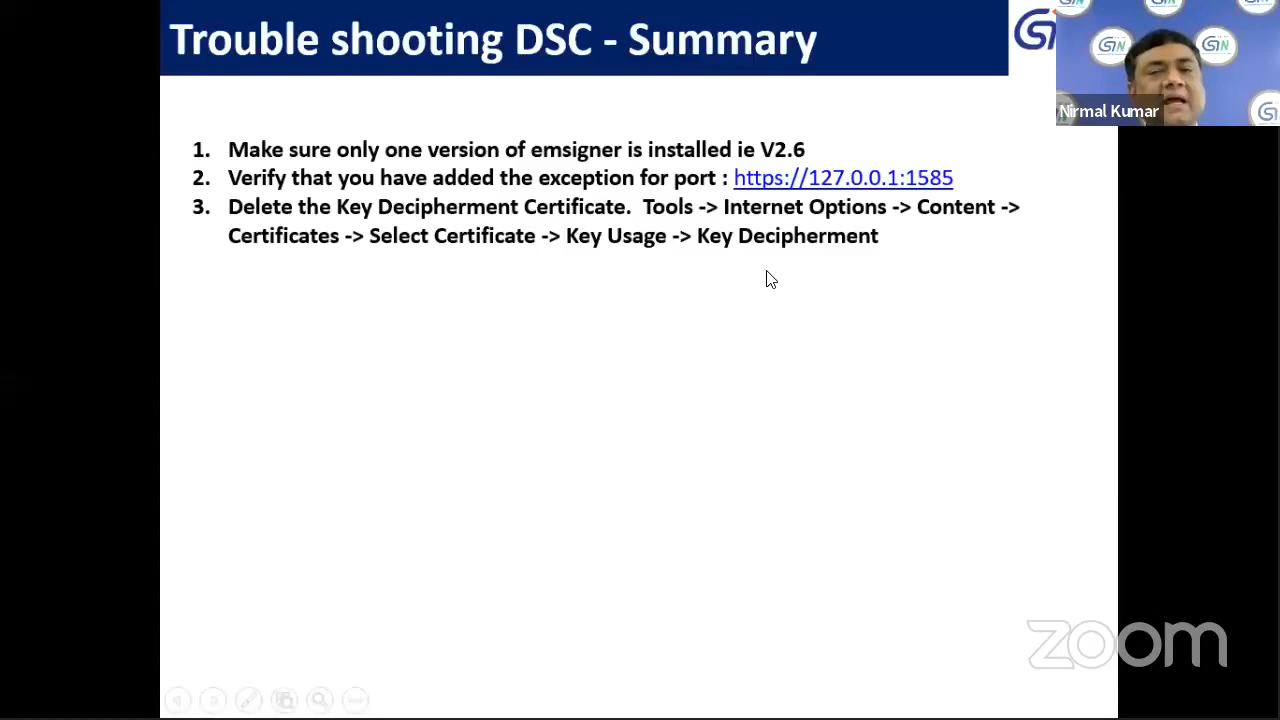 Trouble shooting DSC - Summary
GSTN
GSTN
Nirmal Kumar
1. Make sure only one version of emsigner is installed ie V2.6
2. Verify that you have added the exception for port : https://127.0.0.1:1585
3. Delete the Key Decipherment Certificate. Tools -> Internet Options -> Content ->
Certificates -> Select Certificate -> Key Usage -> Key Decipherment
zoom